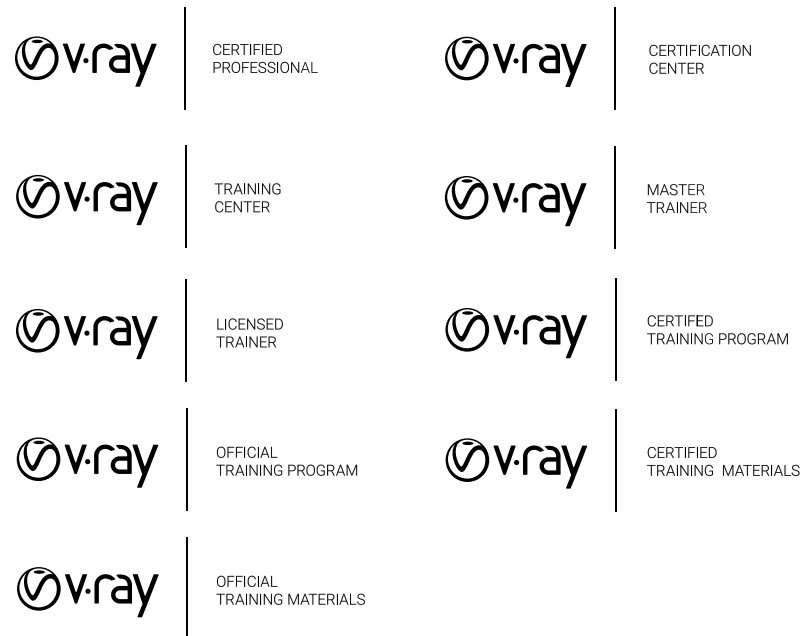 v·ray
CERTIFIED
PROFESSIONAL
v·ray
CERTIFICATION
CENTER
v·ray
TRAINING
CENTER
v·ray
MASTER
TRAINER
v·ray
LICENSED
TRAINER
v·ray
CERTIFED
TRAINING PROGRAM
v·ray
OFFICIAL
TRAINING PROGRAM
v·ray
CERTIFIED
TRAINING MATERIALS
v·ray
OFFICIAL
TRAINING MATERIALS